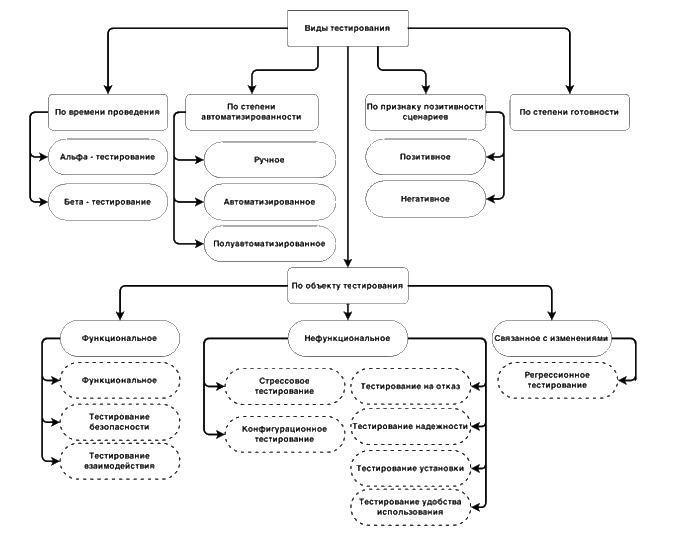 Виды тестирования
По времени проведения
Альфа - тестирование
Бета - тестирование
По степени
автоматизированности
Ручное
Автоматизированное
Полуавтоматизированное
По признаку позитивности
сценариев
Позитивное
Негативное
По степени готовности
По объекту тестирования
Функциональное
Функциональное
Тестирование
безопасности
Тестирование
взаимодействия
Нефункциональное
Стрессовое
тестирование
Конфигурационное
тестирование
Тестирование на отказ
Тестирование надежности
Тестирование установки
Тестирование удобства
использования
Связанное с изменениями
Регрессионное
тестирование